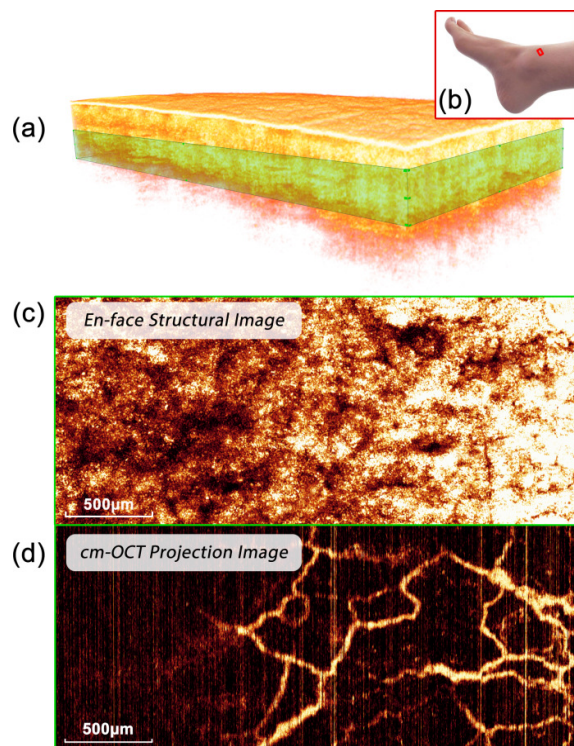 (a)
(b)
(c)
En-face Structural Image
500μm
(d)
cm-OCT Projection Image
500μm